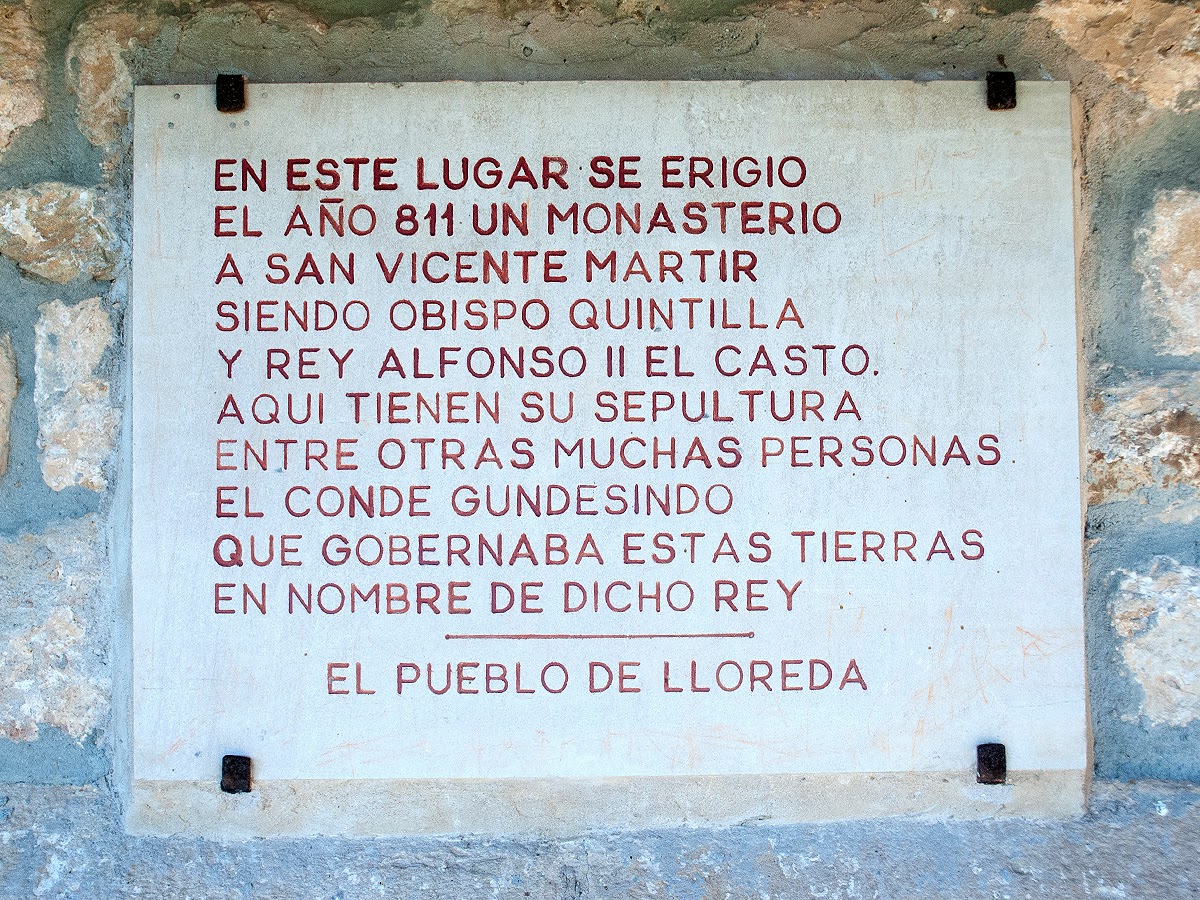 EN ESTE LUGAR SE ERIGIO
EL AÑO 811 UN MONASTERIO
A SAN VICENTE MARTIR
SIENDO OBISPO QUINTILLA
Y REY ALFONSO II EL CASTO.
AQUI TIENEN SU SEPULTURA
ENTRE OTRAS MUCHAS PERSONAS
EL CONDE GUNDESINDO
QUE GOBERNABA ESTAS TIERRAS
EN NOMBRE DE DICHO REY
EL PUEBLO DE LLOREDA